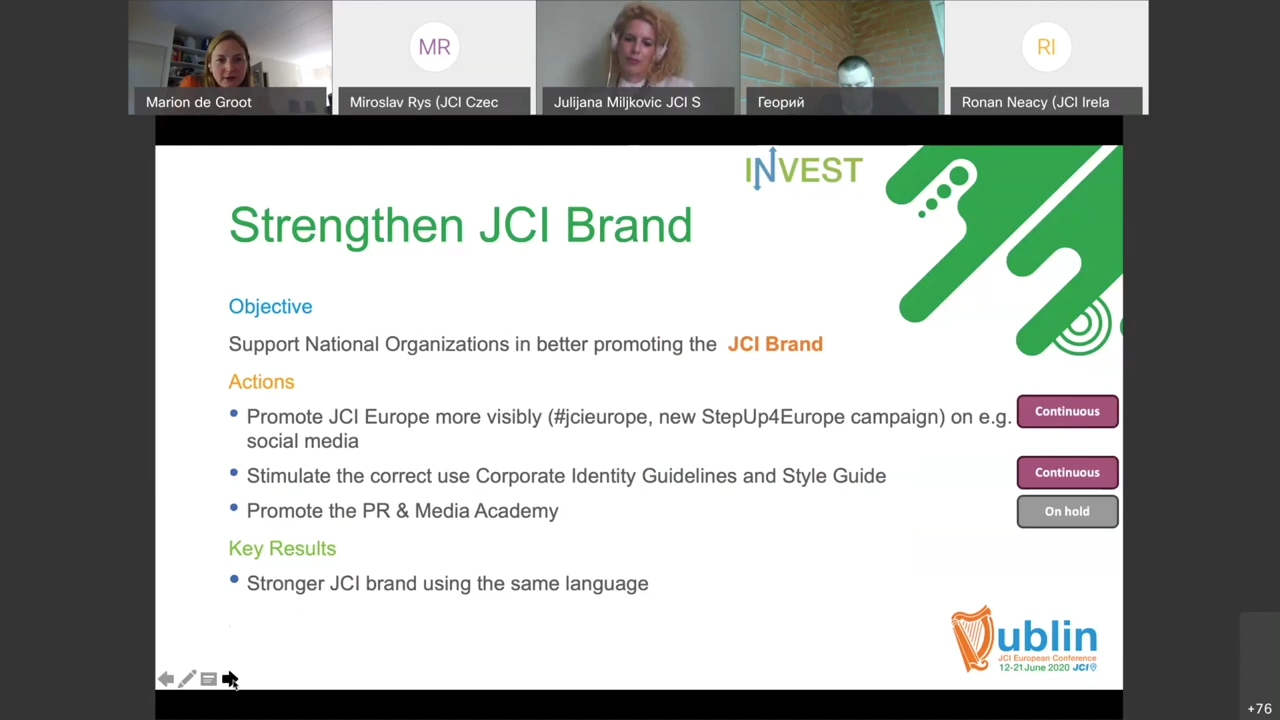 MR
RI
Marion de Groot
Miroslav Rys (JCI Czec
Julijana Miljkovic JCI S
Георий
Ronan Neacy (JCI Irela
INVEST
Strengthen JCI Brand
Objective
Support National Organizations in better promoting the JCI Brand
Actions
• Promote JCI Europe more visibly (#jcieurope, new StepUp4Europe campaign) on e.g.
social media
Continuous
• Stimulate the correct use Corporate Identity Guidelines and Style Guide
Continuous
• Promote the PR & Media Academy
On hold
Key Results
• Stronger JCI brand using the same language
Dublin
JCI European Conference
12-21 June 2020 JCI
+76